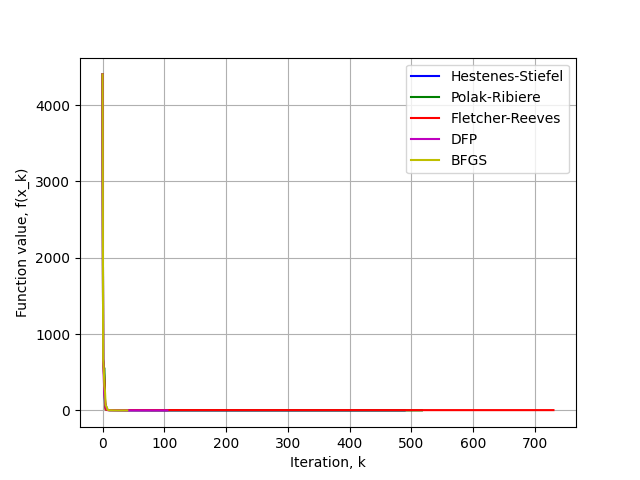 Hestenes-Stiefel
Polak-Ribiere
Fletcher-Reeves
DFP
BFGS
Function value, f(x_k)
4000
3000
2000
1000
0
0 100 200 300 400 500 600 700
Iteration, k